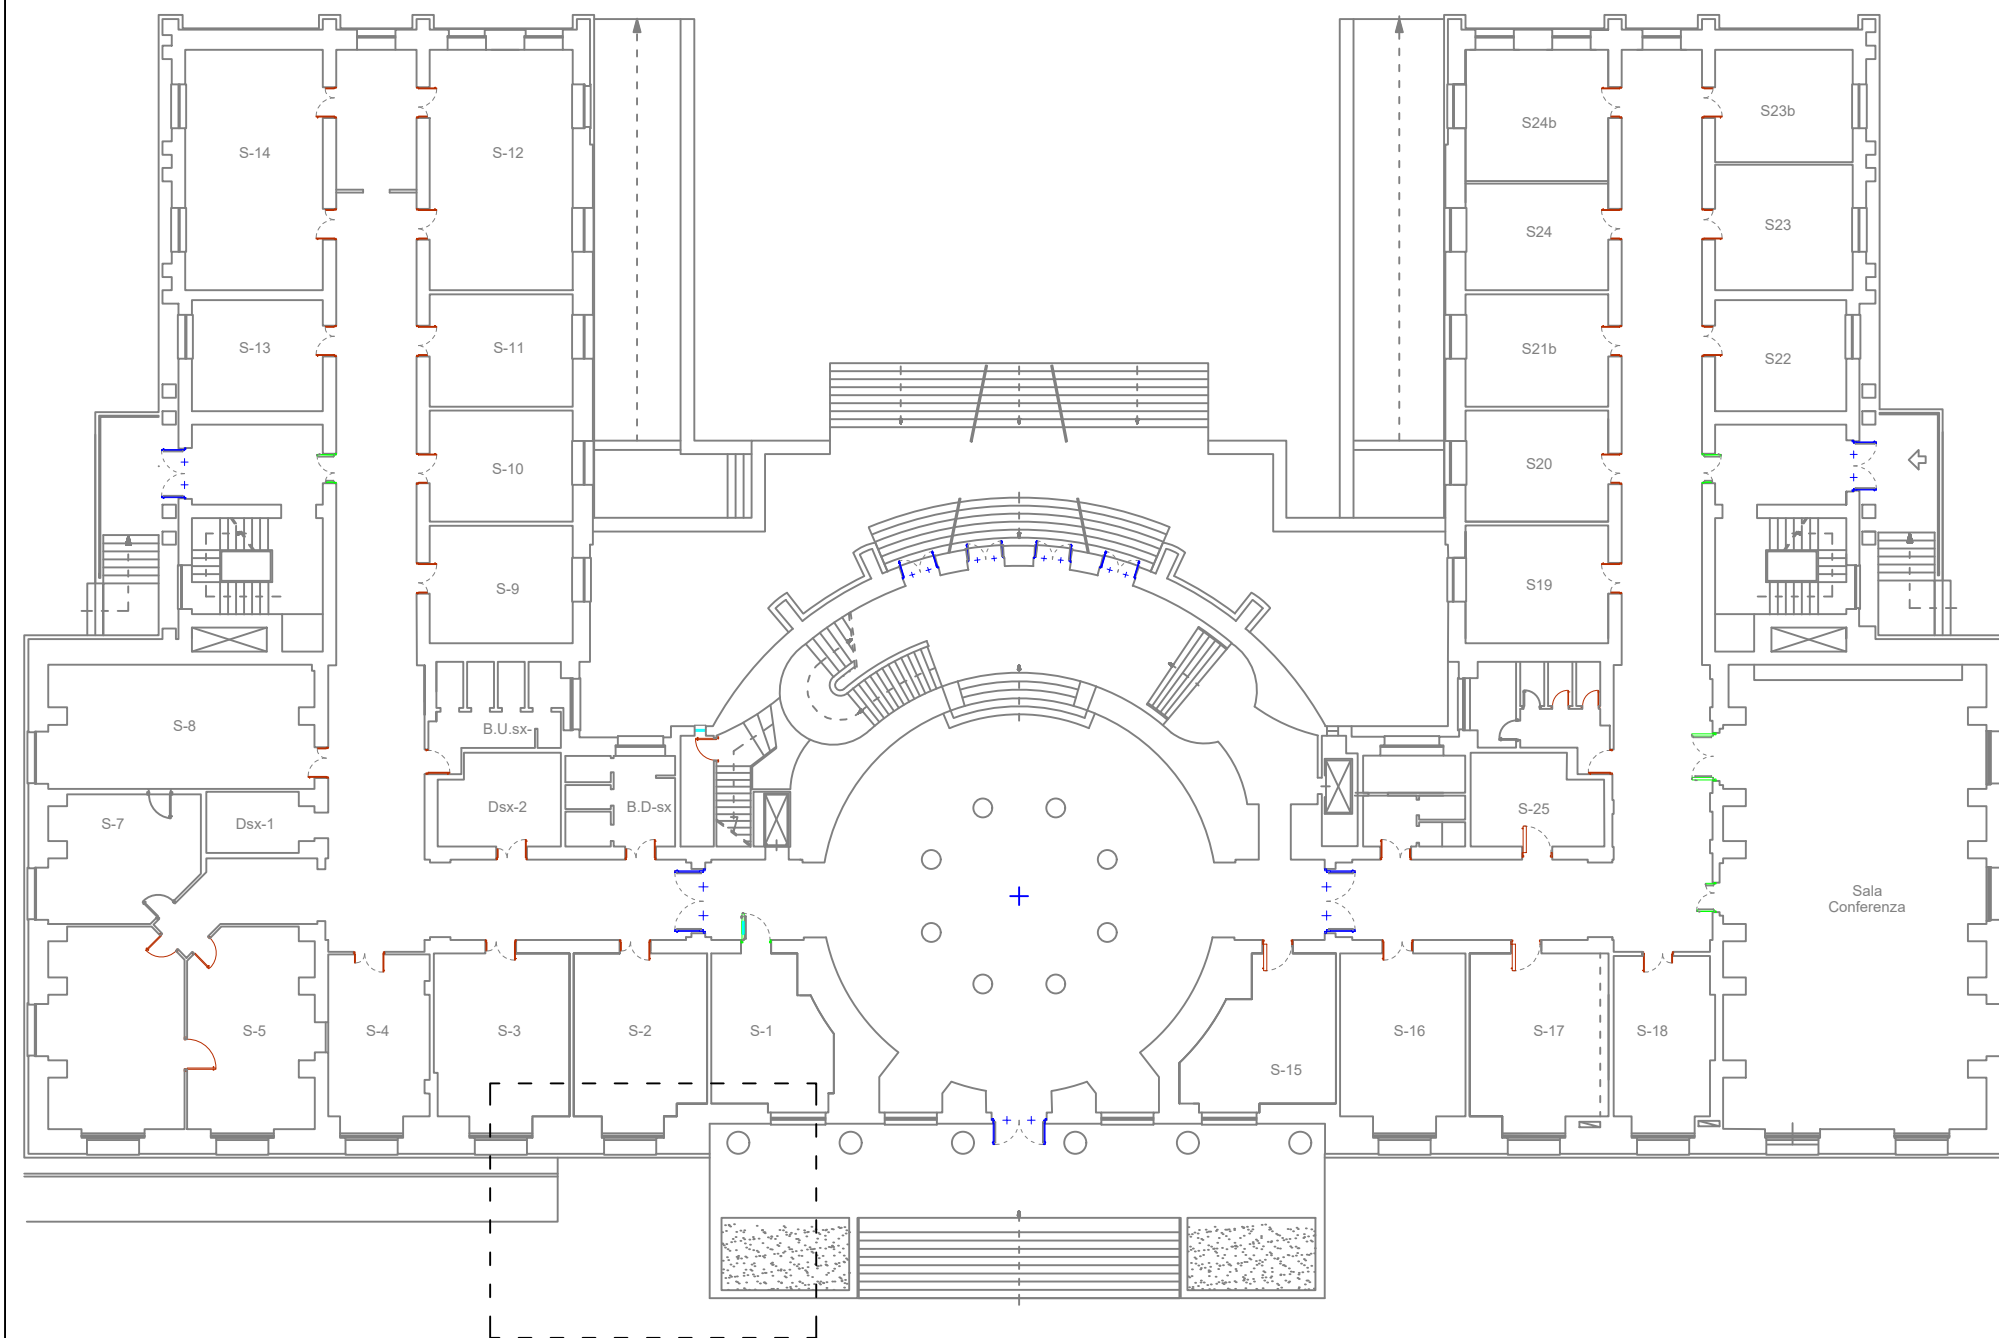 S-14
S-12
S24b
S23b
S24
S23
S-13
S-11
S21b
S22
S-10
S20
S-9
S19
S-8
B.U.sx-
S-7
Dsx-1
Dsx-2
B.D-sx
S-25
Sala
Conferenza
S-5
S-4
S-3
S-2
S-1
S-15
S-16
S-17
S-18